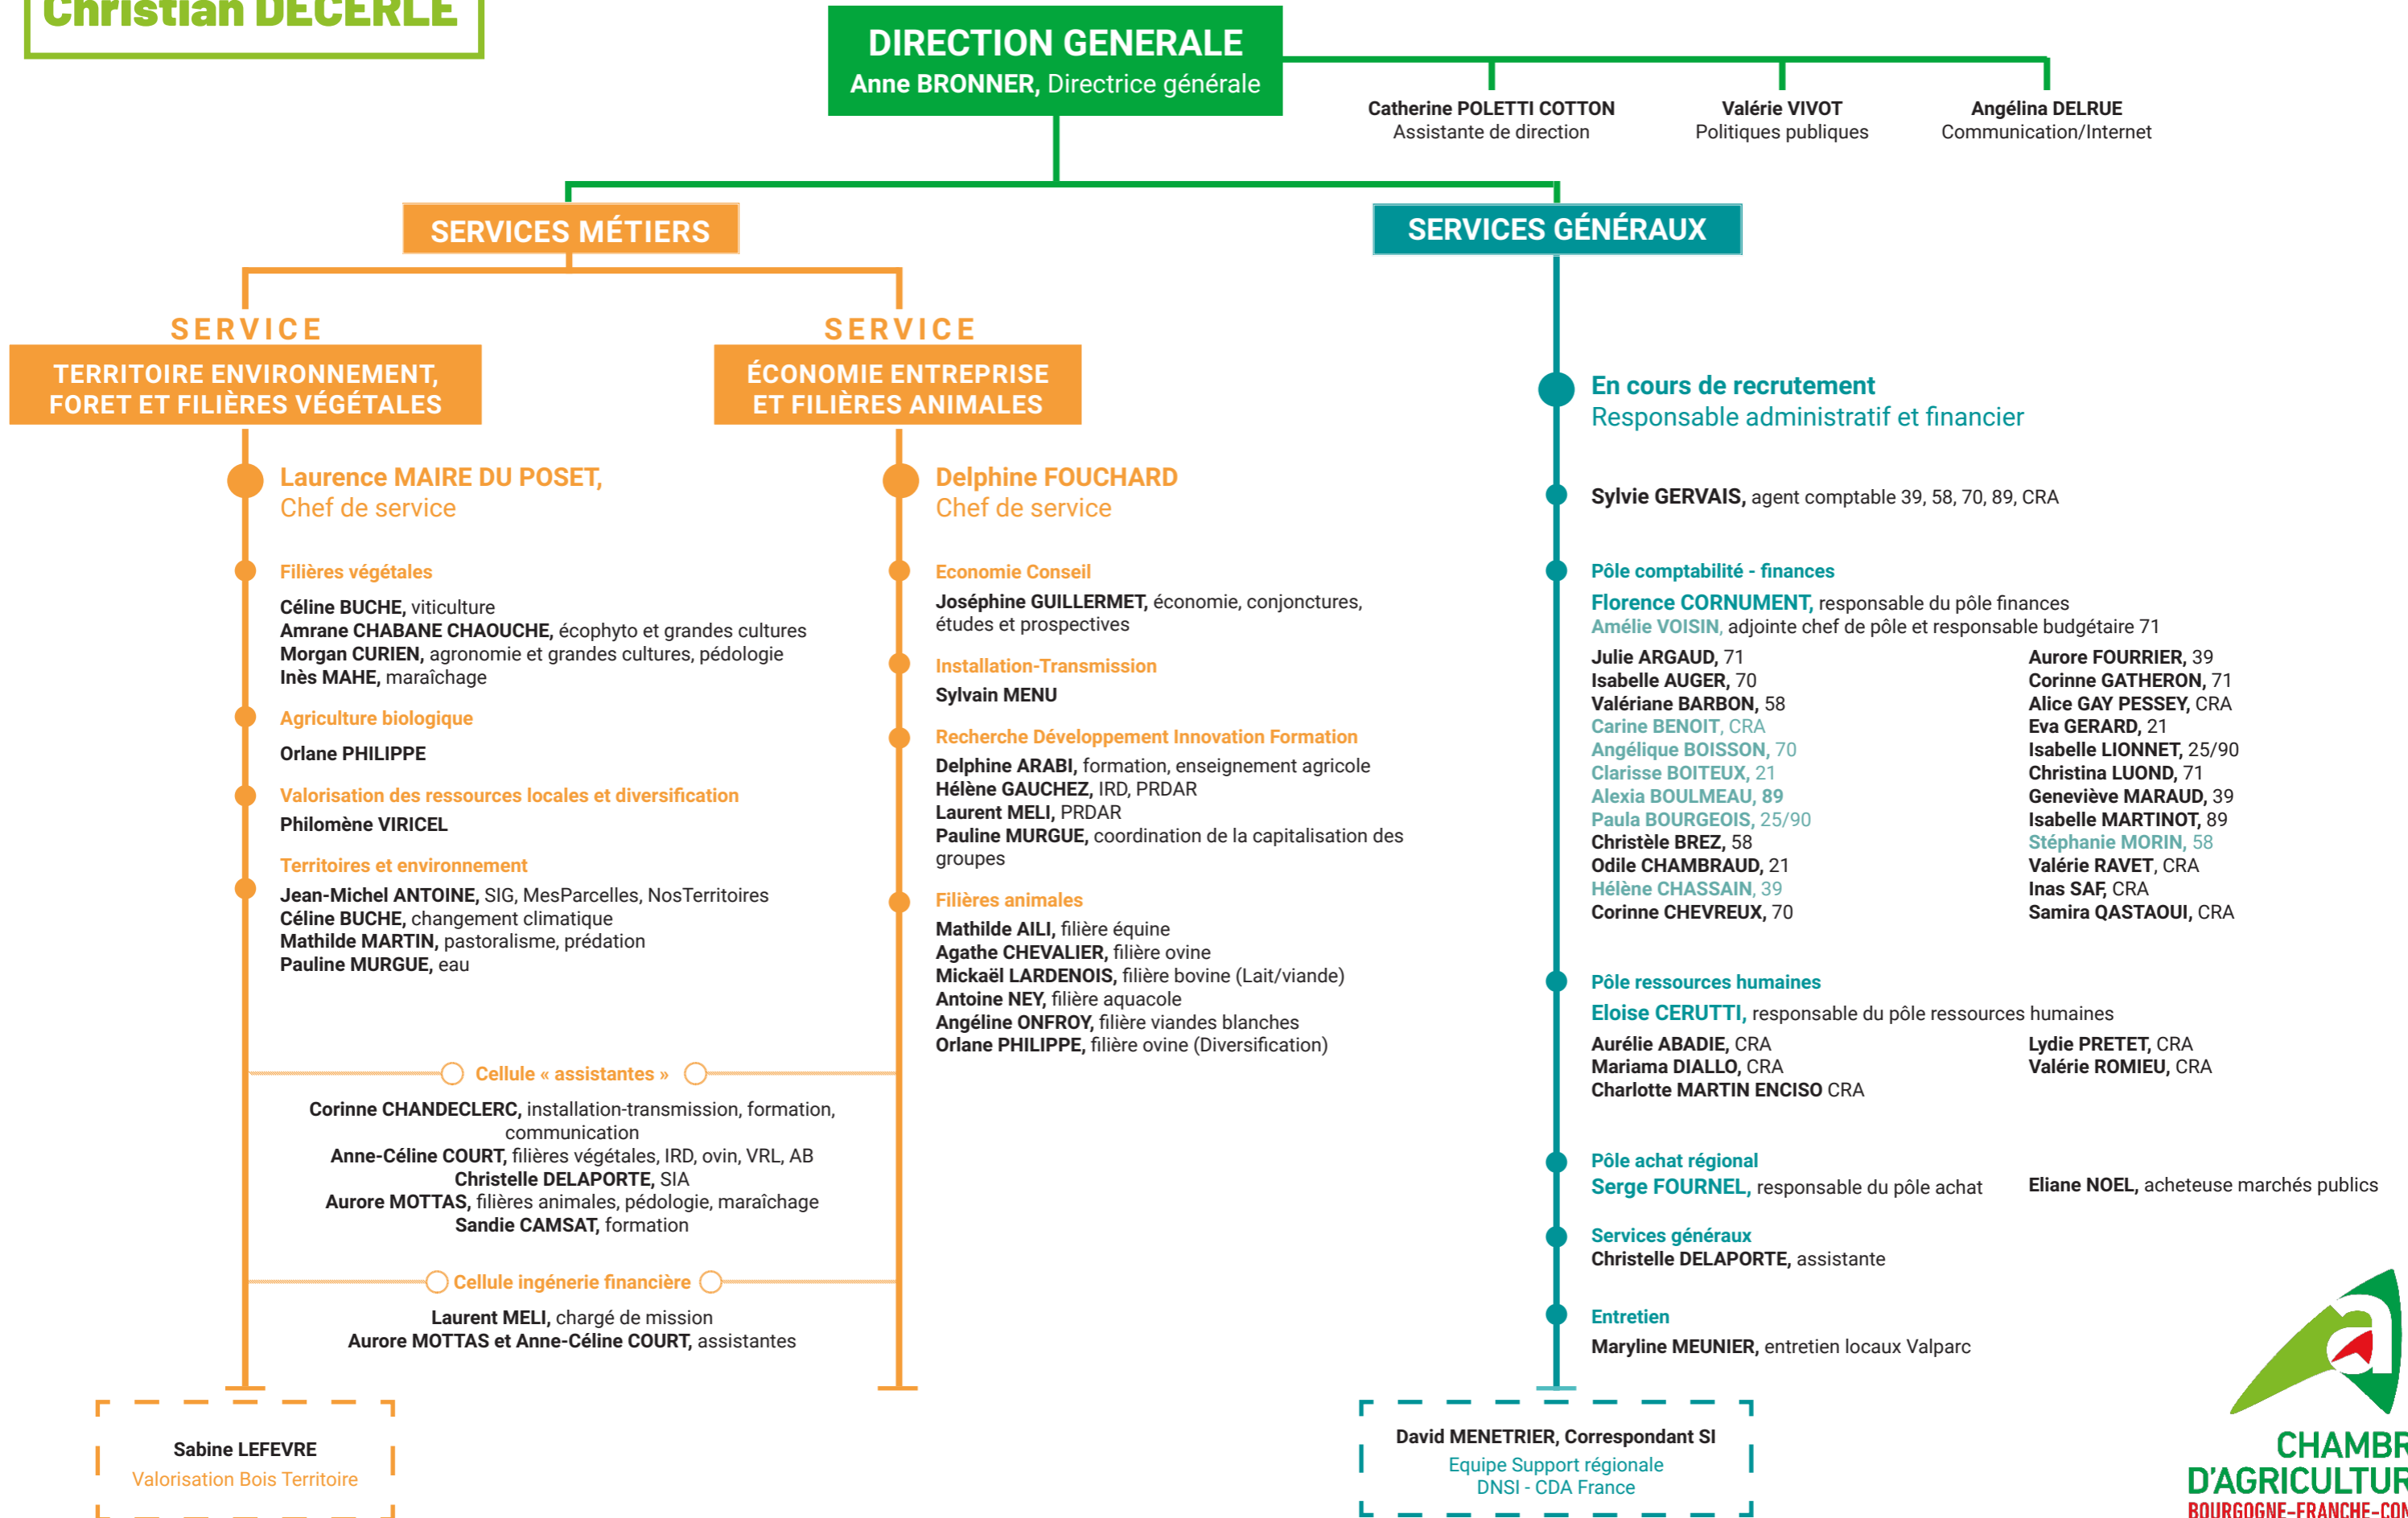 Christian DECERLE
DIRECTION GENERALE
Anne BRONNER, Directrice générale
Catherine POLETTI COTTON
Assistante de direction
Valérie VIVOT
Politiques publiques
Angélina DELRUE
Communication/Internet
SERVICES MÉTIERS
SERVICE
TERRITOIRE ENVIRONNEMENT,
FORET ET FILIÈRES VÉGÉTALES
Laurence MAIRE DU POSET,
Chef de service
Filières végétales
Céline BUCHE, viticulture
Amrane CHABANE CHAOUCHE, écophyto et grandes cultures
Morgan CURIEN, agronomie et grandes cultures, pédologie
Inès MAHE, maraîchage
Agriculture biologique
Orlane PHILIPPE
Valorisation des ressources locales et diversification
Philomène VIRICEL
Territoires et environnement
Jean-Michel ANTOINE, SIG, MesParcelles, NosTerritoires
Céline BUCHE, changement climatique
Mathilde MARTIN, pastoralisme, prédation
Pauline MURGUE, eau
SERVICE
ÉCONOMIE ENTREPRISE
ET FILIÈRES ANIMALES
Delphine FOUCHARD
Chef de service
Economie Conseil
Joséphine GUILLERMET, économie, conjonctures,
études et prospectives
Installation-Transmission
Sylvain MENU
Recherche Développement Innovation Formation
Delphine ARABI, formation, enseignement agricole
Hélène GAUCHEZ, IRD, PRDAR
Laurent MELI, PRDAR
Pauline MURGUE, coordination de la capitalisation des
groupes
Filières animales
Mathilde AILI, filière équine
Agathe CHEVALIER, filière ovine
Mickaël LARDENOIS, filière bovine (Lait/viande)
Antoine NEY, filière aquacole
Angéline ONFROY, filière viandes blanches
Orlane PHILIPPE, filière ovine (Diversification)
Cellule « assistantes »
Corinne CHANDECLERC, installation-transmission, formation,
communication
Anne-Céline COURT, filières végétales, IRD, ovin, VRL, AB
Christelle DELAPORTE, SIA
Aurore MOTTAS, filières animales, pédologie, maraîchage
Sandie CAMSAT, formation
Cellule ingénerie financière
Laurent MELI, chargé de mission
Aurore MOTTAS et Anne-Céline COURT, assistantes
Sabine LEFEVRE
Valorisation Bois Territoire
SERVICES GÉNÉRAUX
En cours de recrutement
Responsable administratif et financier
Sylvie GERVAIS, agent comptable 39, 58, 70, 89, CRA
Pôle comptabilité - finances
Florence CORNUMENT, responsable du pôle finances
Amélie VOISIN, adjointe chef de pôle et responsable budgétaire 71
Julie ARGAUD, 71
Isabelle AUGER, 70
Valériane BARBON, 58
Carine BENOIT, CRA
Angélique BOISSON, 70
Clarisse BOITEUX, 21
Alexia BOULMEAU, 89
Paula BOURGEOIS, 25/90
Christèle BREZ, 58
Odile CHAMBRAUD, 21
Hélène CHASSAIN, 39
Corinne CHEVREUX, 70
Aurore FOURRIER, 39
Corinne GATHERON, 71
Alice GAY PESSEY, CRA
Eva GERARD, 21
Isabelle LIONNET, 25/90
Christina LUOND, 71
Geneviève MARAUD, 39
Isabelle MARTINOT, 89
Stéphanie MORIN, 58
Valérie RAVET, CRA
Inas SAF, CRA
Samira QASTAOUI, CRA
Pôle ressources humaines
Eloise CERUTTI, responsable du pôle ressources humaines
Aurélie ABADIE, CRA
Mariama DIALLO, CRA
Charlotte MARTIN ENCISO CRA
Lydie PRETET, CRA
Valérie ROMIEU, CRA
Pôle achat régional
Serge FOURNEL, responsable du pôle achat
Eliane NOEL, acheteuse marchés publics
Services généraux
Christelle DELAPORTE, assistante
Entretien
Maryline MEUNIER, entretien locaux Valparc
David MENETRIER, Correspondant SI
Equipe Support régionale
DNSI - CDA France
CHAMBR
D'AGRICULTUR
BOURGOGNE-FRANCHE-COM